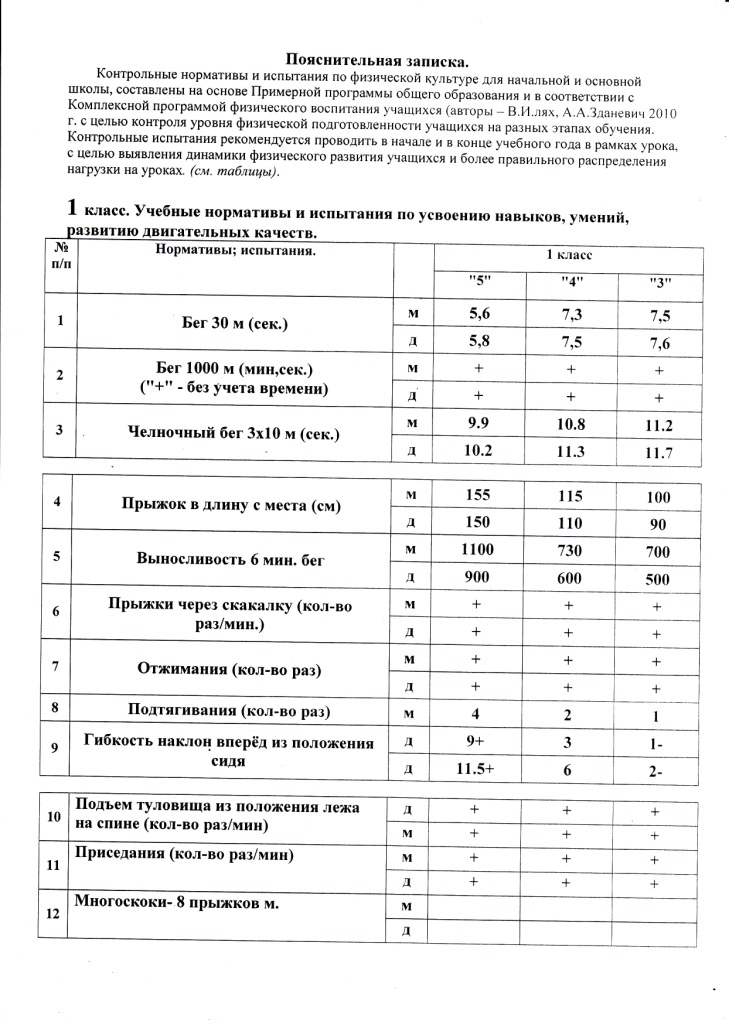 Пояснительная записка.
Контрольные нормативы и испытания по физической культуре для начальной и основной
школы, составлены на основе Примерной программы общего образования и в соответствии с
Комплексной программой физического воспитания учащихся (авторы – В.И.лях, А.А.Зданевич 2010
г. с целью контроля уровня физической подготовленности учащихся на разных этапах обучения.
Контрольные испытания рекомендуется проводить в начале и в конце учебного года в рамках урока,
с целью выявления динамики физического развития учащихся и более правильного распределения
нагрузки на уроках. (см. таблицы).
1 класс. Учебные нормативы и испытания по усвоению навыков, умений,
развитию двигательных качеств.
№ п/п Нормативы; испытания. 1 класс
"5" "4" "3"
1 Бег 30 м (сек.) м 5,6 7,3 7,5
д 5,8 7,5 7,6
2 Бег 1000 м (мин,сек.) м + + +
("+" - без учета времени) д + + +
3 Челночный бег 3х10 м (сек.) м 9.9 10.8 11.2
д 10.2 11.3 11.7
4 Прыжок в длину с места (см) м 155 115 100
д 150 110 90
5 Выносливость 6 мин. бег м 1100 730 700
д 900 600 500
6 Прыжки через скакалку (кол-во м + + +
раз/мин.) д + + +
7 Отжимания (кол-во раз) м + + +
д + + +
8 Подтягивания (кол-во раз) м 4 2 1
9 Гибкость наклон вперёд из положения д 9+ 3 1-
сидя д 11.5+ 6 2-
10 Подъем туловища из положения лежа д + + +
на спине (кол-во раз/мин) м + + +
11 Приседания (кол-во раз/мин) м + + +
д + + +
12 Многоскоки- 8 прыжков м. м
д